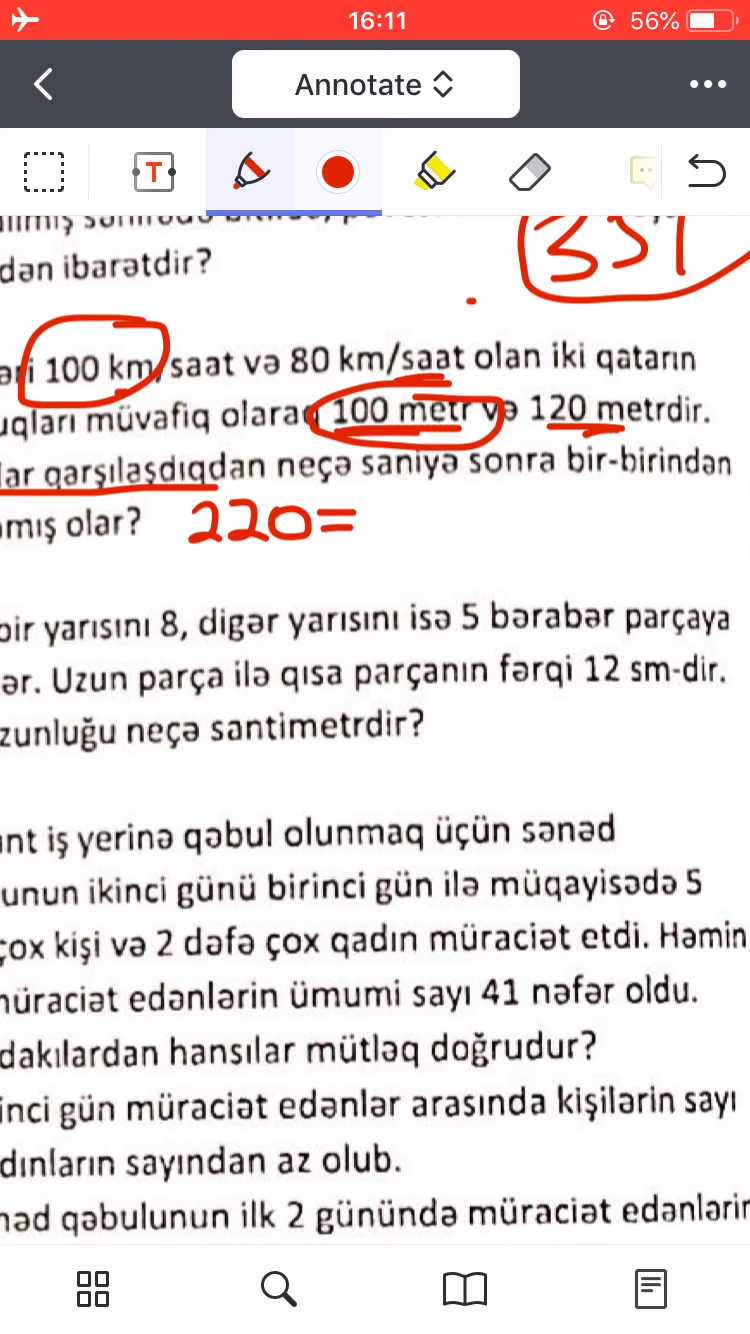 16:11
56%
Annotate
T
dən ibarətdir?
351
əri 100 km/saat və 80 km/saat olan iki qatarın
uqları müvafiq olaraq 100 metr və 120 metrdir.
lar qarşılaşdıqdan neçə saniyə sonra bir-birindən
mış olar? 220=
bir yarısını 8, digər yarısını isə 5 bərabər parçaya
ər. Uzun parça ilə qısa parçanın fərqi 12 sm-dir.
zunluğu neçə santimetrdir?
ant iş yerinə qəbul olunmaq üçün sənəd
unun ikinci günü birinci gün ilə müqayisədə 5
çox kişi və 2 dəfə çox qadın müraciət etdi. Həmin
müraciət edənlərin ümumi sayı 41 nəfər oldu.
dakılardan hansılar mütləq doğrudur?
inci gün müraciət edənlər arasında kişilərin sayı
dınların sayından az olub.
nəd qəbulunun ilk 2 günündə müraciət edənlərin